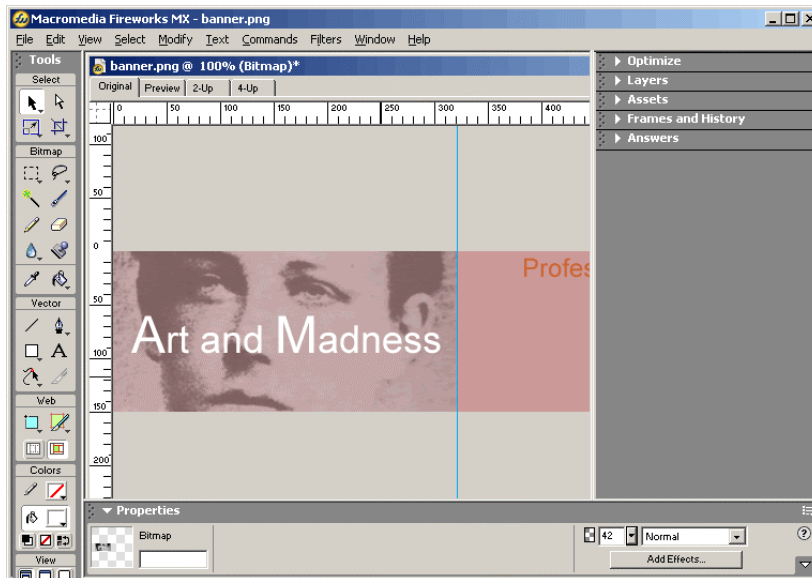 Macromedia Fireworks MX - banner.png
File Edit View Select Modify Text Commands Filters Window Help
Tools
Select
Bitmap
Vector
Web
Colors
View
banner.png @ 100% (Bitmap)*
Original Preview 2-Up 4-Up
0 50 100 150 200 250 300 350 400
100
50
0
50
100
150
200
Profes
Art and Madness
Optimize
Layers
Assets
Frames and History
Answers
Properties
Bitmap
42 Normal
Add Effects...